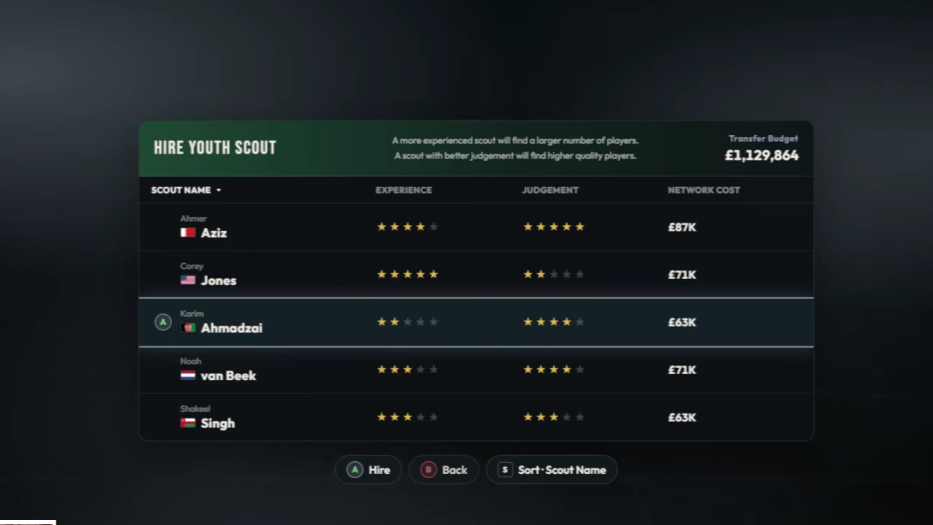 HIRE YOUTH SCOUT
A more experienced scout will find a larger number of players.
A scout with better judgement will find higher quality players.
Transfer Budget
£1,129,864
SCOUT NAME EXPERIENCE JUDGEMENT NETWORK COST
Ahmer
Aziz £87K
Corey
Jones £71K
Karim
A Ahmadzai £63K
Noah
van Beek £71K
Shakeel
Singh £63K
A Hire B Back S Sort · Scout Name